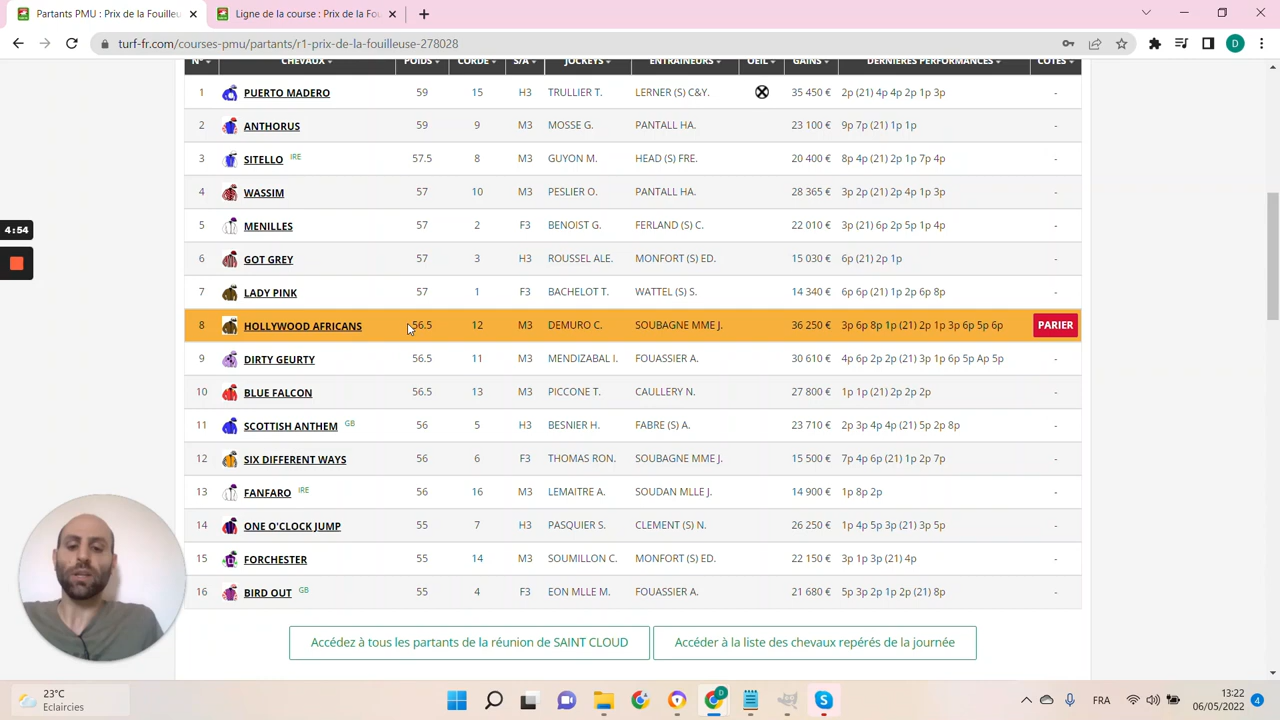 Partants PMU : Prix de la Fouilleu
Ligne de la course : Prix de la Fou
turf-fr.com/courses-pmu/partants/r1-prix-de-la-fouilleuse-278028
D
N° CHEVAUX POIDS CORDE S/A JOCKEYS ENTRAINEURS OEIL GAINS DERNIÈRES PERFORMANCES COTES
1 PUERTO MADERO 59 15 H3 TRULLIER T. LERNER (S) C&Y. 35 450 € 2p (21) 4p 4p 2p 1p 3p -
2 ANTHORUS 59 9 M3 MOSSE G. PANTALL HA. 23 100 € 9p 7p (21) 1p 1p -
3 SITELLO IRE 57.5 8 M3 GUYON M. HEAD (S) FRE. 20 400 € 8p 4p (21) 2p 1p 7p 4p -
4 WASSIM 57 10 M3 PESLIER O. PANTALL HA. 28 365 € 3p 2p (21) 2p 4p 1p 3p -
5 MENILLES 57 2 F3 BENOIST G. FERLAND (S) C. 22 010 € 3p (21) 6p 2p 5p 1p 4p -
6 GOT GREY 57 3 H3 ROUSSEL ALE. MONFORT (S) ED. 15 030 € 6p (21) 2p 1p -
7 LADY PINK 57 1 F3 BACHELOT T. WATTEL (S) S. 14 340 € 6p 6p (21) 2p 1p 2p 6p 8p -
8 HOLLYWOOD AFRICANS 56.5 12 M3 DEMURO C. SOUBAGNE MME J. 36 250 € 3p 6p 8p 1p (21) 2p 1p 3p 6p 5p 6p PARIER
9 DIRTY GEURTY 56.5 11 M3 MENDIZABAL I. FOUASSIER A. 30 610 € 4p 6p 2p 2p (21) 3p 1p 6p 5p Ap 5p -
10 BLUE FALCON 56.5 13 M3 PICCONE T. CAULLERY N. 27 800 € 1p 1p (21) 2p 2p 2p -
11 SCOTTISH ANTHEM GB 56 5 H3 BESNIER H. FABRE (S) A. 23 710 € 2p 3p 4p 4p (21) 5p 2p 8p -
12 SIX DIFFERENT WAYS 56 6 F3 THOMAS RON. SOUBAGNE MME J. 15 500 € 7p 4p 6p (21) 1p 2p 7p -
13 FANFARO IRE 56 16 M3 LEMAITRE A. SOUDAN MLLE J. 14 900 € 1p 8p 2p -
14 ONE O'CLOCK JUMP 55 7 H3 PASQUIER S. CLEMENT (S) N. 26 250 € 1p 4p 5p 3p (21) 3p 5p -
15 FORCHESTER 55 14 M3 SOUMILLON C. MONFORT (S) ED. 22 150 € 3p 1p 3p (21) 4p -
16 BIRD OUT GB 55 4 F3 EON MLLE M. FOUASSIER A. 21 680 € 5p 3p 2p 1p 2p (21) 8p -
4:54
Accédez à tous les partants de la réunion de SAINT CLOUD
Accéder à la liste des chevaux repérés de la journée
23°C
Éclaircies
D
FRA
13:22
06/05/2022
4